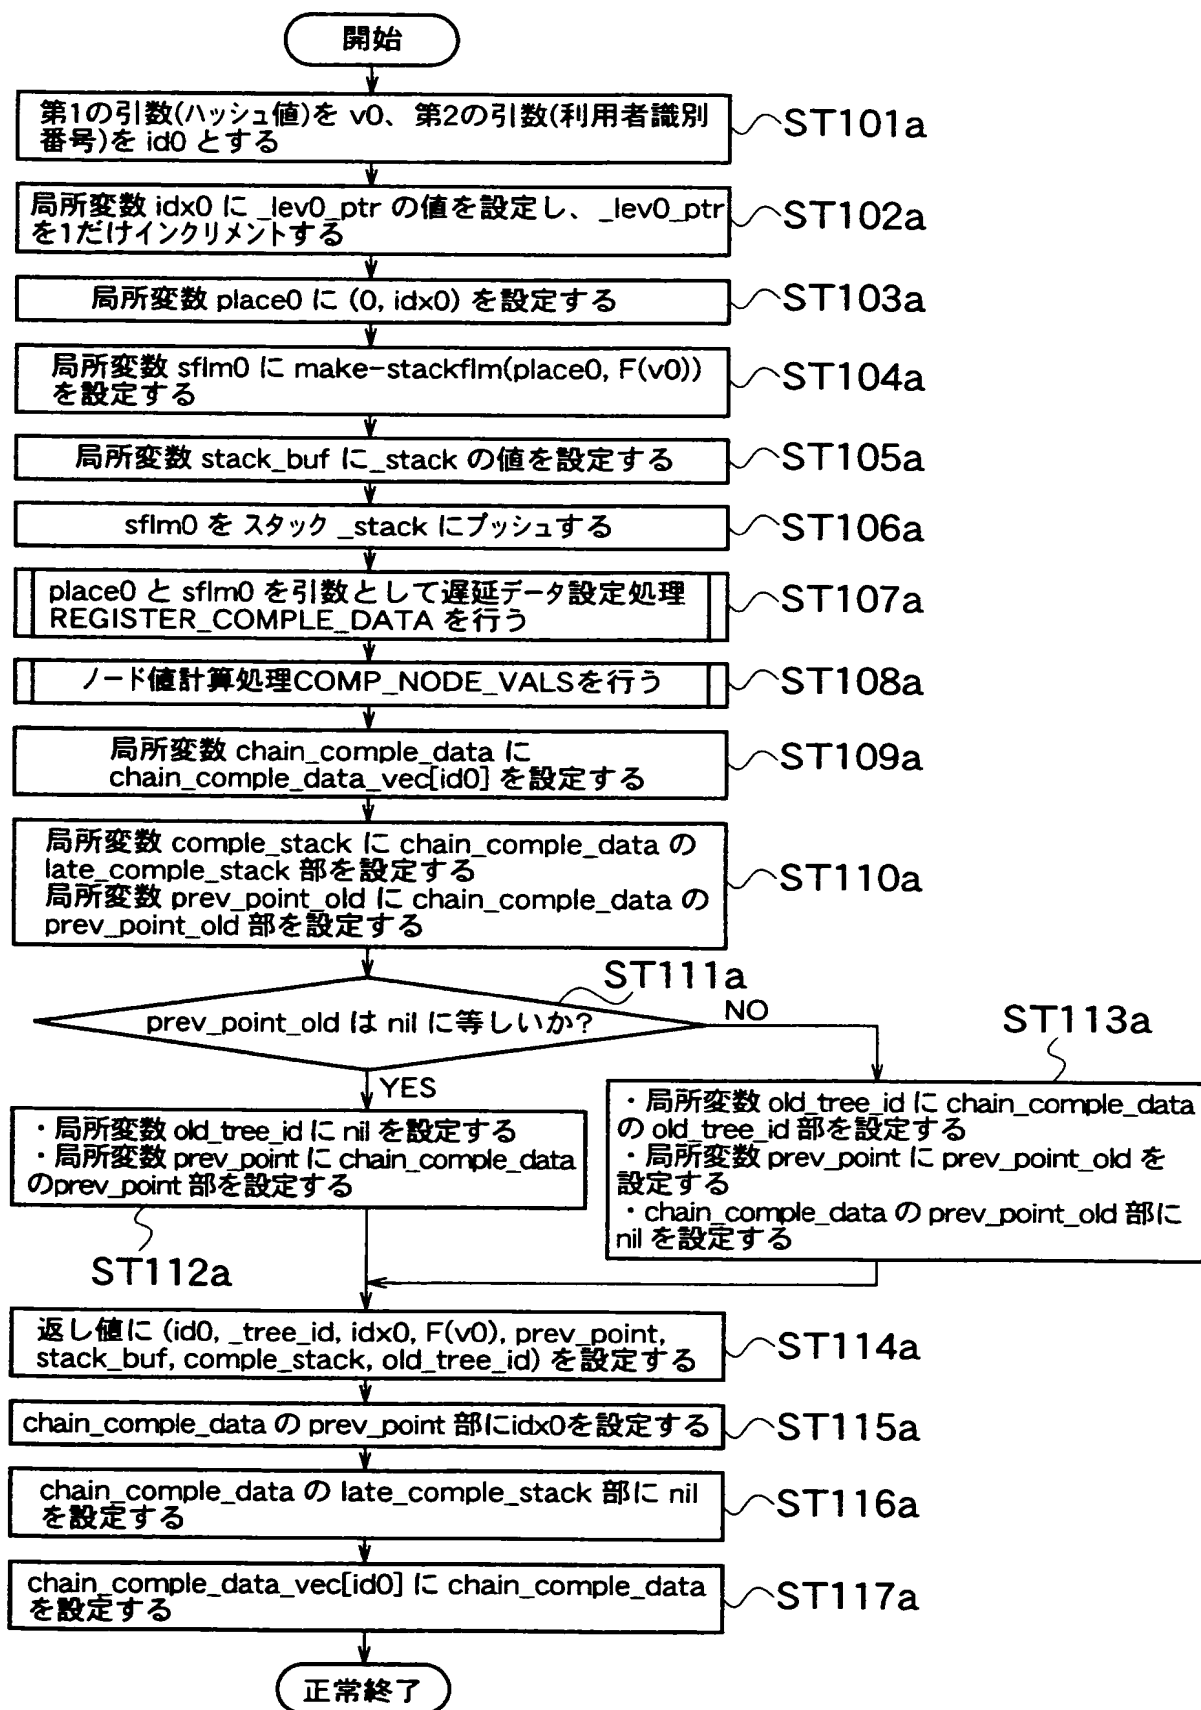 開始
第1の引数(ハッシュ値)を v0、第2の引数(利用者識別
番号)を id0 とする
ST101a
局所変数 idx0 に _lev0_ptr の値を設定し、_lev0_ptr
を1だけインクリメントする
ST102a
局所変数 place0 に (0, idx0) を設定する
ST103a
局所変数 sflm0 に make-stackflm(place0, F(v0))
を設定する
ST104a
局所変数 stack_buf に_stack の値を設定する
ST105a
sflm0 を スタック _stack にプッシュする
ST106a
place0 と sflm0 を引数として遅延データ設定処理
REGISTER_COMPLE_DATA を行う
ST107a
ノード値計算処理COMP_NODE_VALSを行う
ST108a
局所変数 chain_comple_data に
chain_comple_data_vec[id0] を設定する
ST109a
局所変数 comple_stack に chain_comple_data の
late_comple_stack 部を設定する
局所変数 prev_point_old に chain_comple_data の
prev_point_old 部を設定する
ST110a
ST111a
prev_point_old は nil に等しいか?
NO
YES
ST113a
・局所変数 old_tree_id に nil を設定する
・局所変数 prev_point に chain_comple_data
のprev_point 部を設定する
ST112a
・局所変数 old_tree_id に chain_comple_data
の old_tree_id 部を設定する
・局所変数 prev_point に prev_point_old を
設定する
・chain_comple_data の prev_point_old 部に
nil を設定する
返し値に (id0, _tree_id, idx0, F(v0), prev_point,
stack_buf, comple_stack, old_tree_id) を設定する
ST114a
chain_comple_data の prev_point 部にidx0を設定する
ST115a
chain_comple_data の late_comple_stack 部に nil
を設定する
ST116a
chain_comple_data_vec[id0] に chain_comple_data
を設定する
ST117a
正常終了